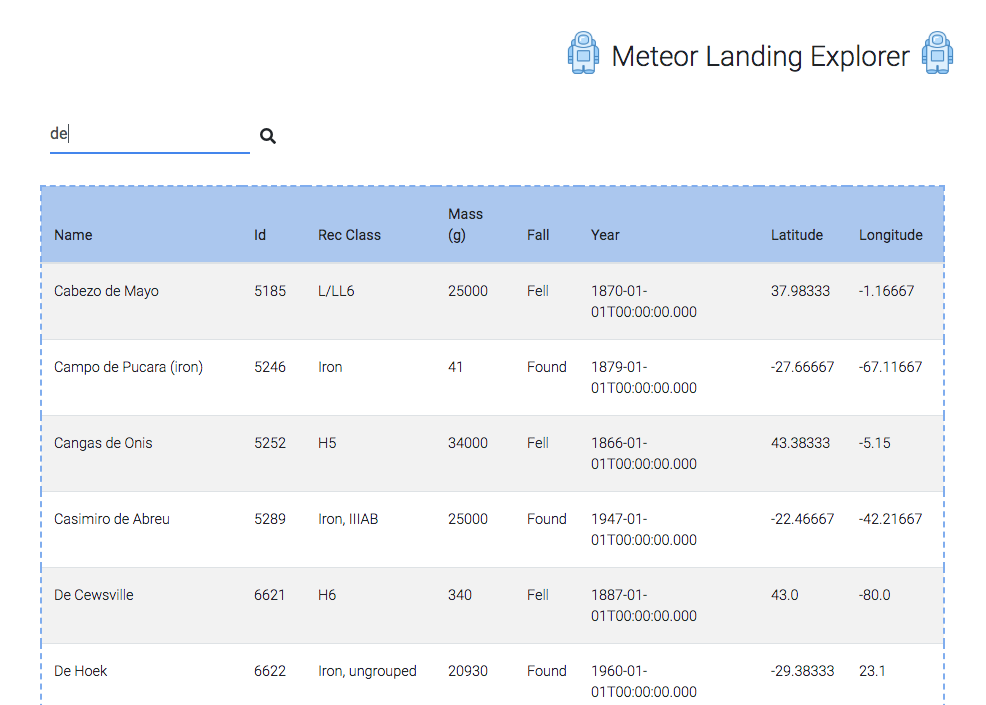 Meteor Landing Explorer
de
Name Id Rec Class Mass (g) Fall Year Latitude Longitude
Cabezo de Mayo 5185 L/LL6 25000 Fell 1870-01-
01T00:00:00.000 37.98333 -1.16667
Campo de Pucara (iron) 5246 Iron 41 Found 1879-01-
01T00:00:00.000 -27.66667 -67.11667
Cangas de Onis 5252 H5 34000 Fell 1866-01-
01T00:00:00.000 43.38333 -5.15
Casimiro de Abreu 5289 Iron, IIIAB 25000 Found 1947-01-
01T00:00:00.000 -22.46667 -42.21667
De Cewsville 6621 H6 340 Fell 1887-01-
01T00:00:00.000 43.0 -80.0
De Hoek 6622 Iron, ungrouped 20930 Found 1960-01-
01T00:00:00.000 -29.38333 23.1